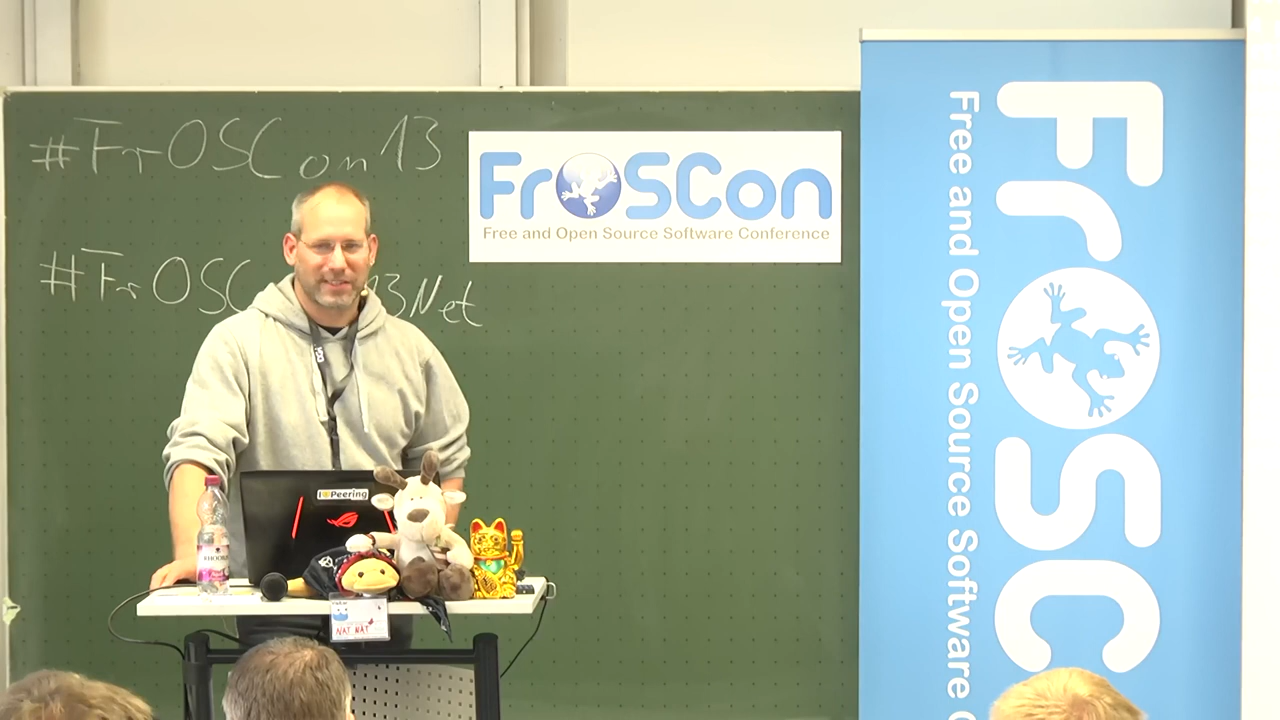 #FrOSCon13
#FrOSC 13Net
FrOSCon
Free and Open Source Software Conference
FrOSC
Free and Open Source Software C
I Peering
NAT NAT